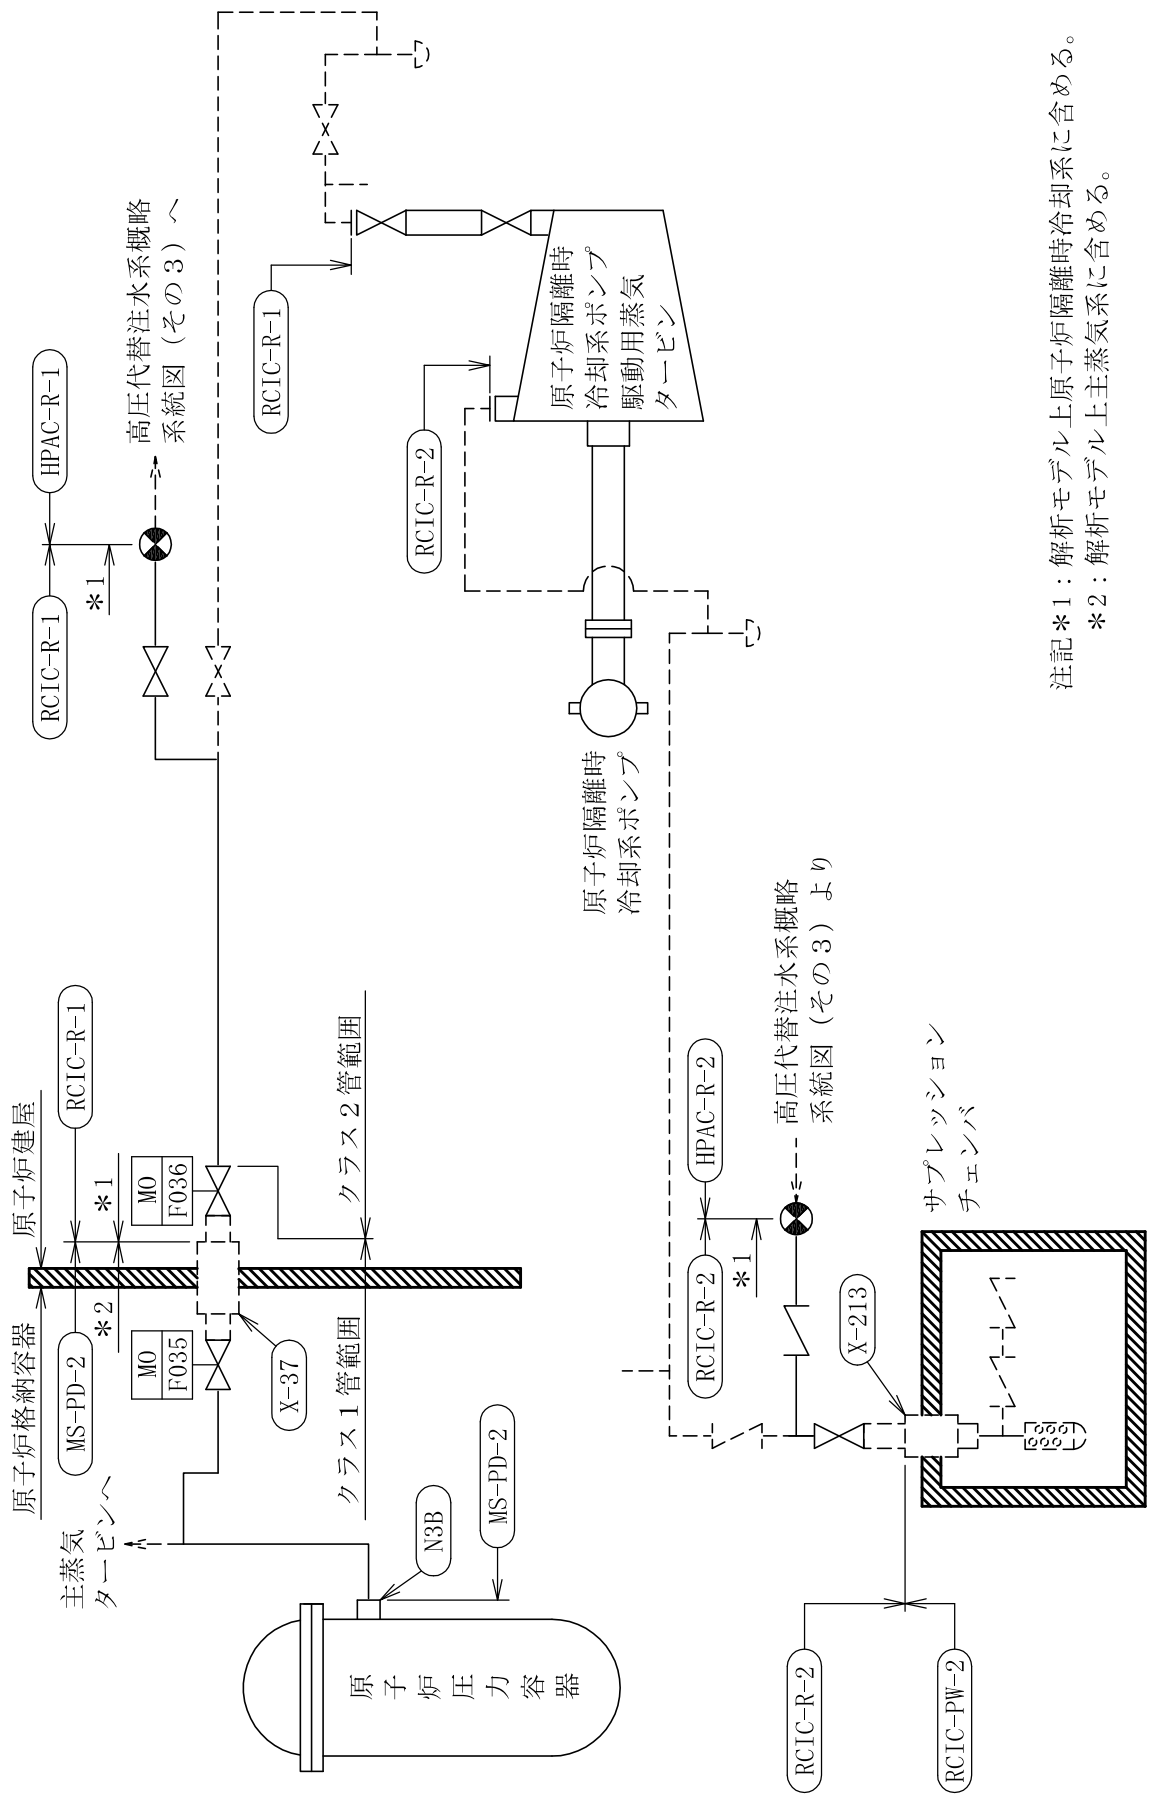 主蒸気
タービンへ
原子炉格納容器
原子炉建屋
MS-PD-2
RCIC-R-1
*2
*1
MO
F035
MO
F036
X-37
クラス1管範囲
クラス2管範囲
N3B
MS-PD-2
原子炉圧力容器
RCIC-R-1
HPAC-R-1
*1
高圧代替注水系概略
系統図（その3）へ
RCIC-R-1
RCIC-R-2
原子炉隔離時
冷却系ポンプ
駆動用蒸気
タービン
原子炉隔離時
冷却系ポンプ
RCIC-R-2
HPAC-R-2
*1
高圧代替注水系概略
系統図（その3）より
X-213
サプレッション
チェンバ
RCIC-R-2
RCIC-PW-2
注記*1：解析モデル上原子炉隔離時冷却系に含める。
*2：解析モデル上主蒸気系に含める。